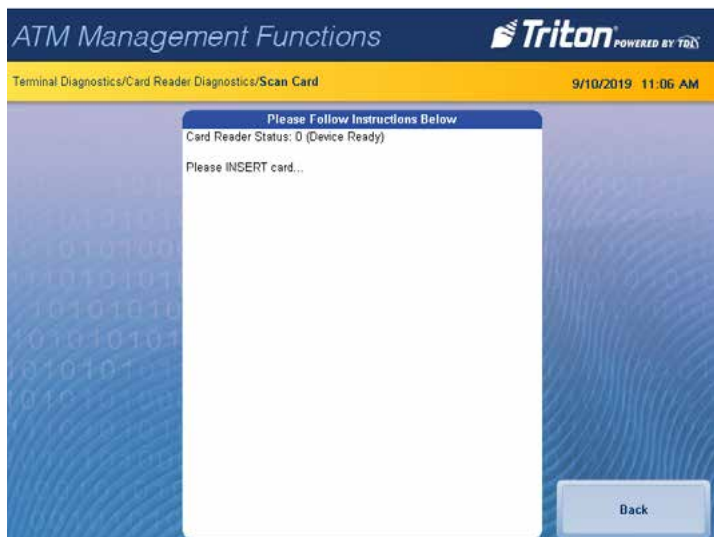 ATM Management Functions
Triton POWERED BY TDL
Terminal Diagnostics/Card Reader Diagnostics/Scan Card
9/10/2019 11:06 AM
Please Follow Instructions Below
Card Reader Status: 0 (Device Ready)
Please INSERT card...
Back